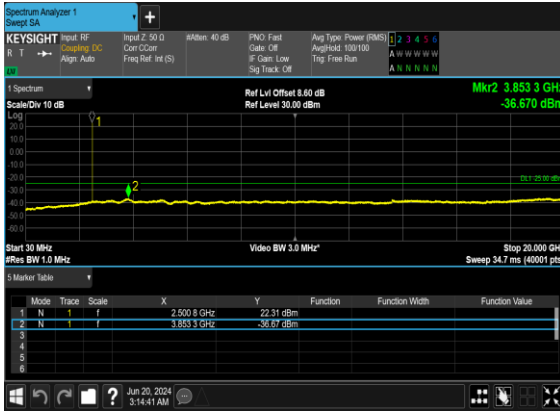 Spectrum Analyzer 1
Swept SA
+
KEYSIGHT Input: RF Input Z: 50 Ω #Atten: 40 dB PNO: Fast Avg Type: Power (RMS) 1 2 3 4 5 6
R T Coupling: DC Corr CCorr Gate: Off Avg|Hold: 100/100 A W W W W W
Align: Auto Freq Ref: Int (S) IF Gain: Low Trig: Free Run
LXI Sig Track: Off A N N N N N
1 Spectrum Ref Lvl Offset 8.60 dB Mkr2 3.853 3 GHz
Scale/Div 10 dB Ref Level 30.00 dBm -36.670 dBm
Log
20.0
10.0
0.00
-10.0
-20.0
-30.0
-40.0
-50.0
-60.0
1
2
DL1 -25.00 dBm
Start 30 MHz Video BW 3.0 MHz* Stop 20.000 GHz
#Res BW 1.0 MHz Sweep 34.7 ms (40001 pts)
5 Marker Table
Mode Trace Scale X Y Function Function Width Function Value
1 N 1 f 2.500 8 GHz 22.31 dBm
2 N 1 f 3.853 3 GHz -36.67 dBm
3
4
5
6
? Jun 20, 2024
3:14:41 AM